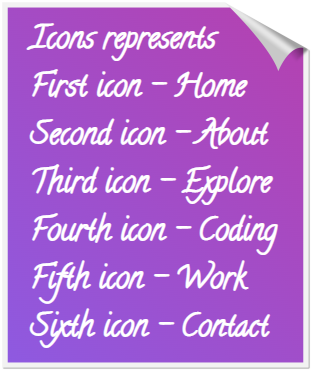 Icons represents
First icon - Home
Second icon - About
Third icon - Explore
Fourth icon - Coding
Fifth icon - Work
Sixth icon - Contact